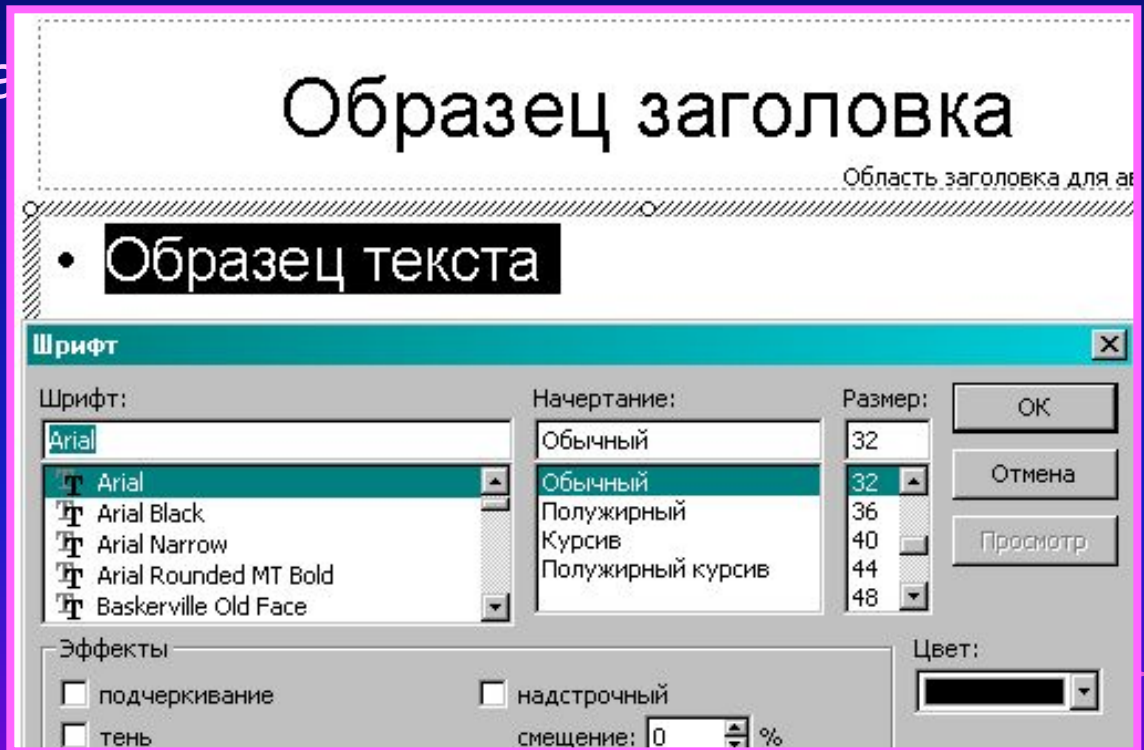 Образец заголовка
Область заголовка для ав
• Образец текста
Шрифт
Шрифт: Начертание: Размер:
Arial Обычный 32 ОК
Arial Обычный 32 Отмена
Arial Black Полужирный 36
Arial Narrow Курсив 40 Просмотр
Arial Rounded MT Bold Полужирный курсив 44
Baskerville Old Face 48
Эффекты Цвет:
подчеркивание надстрочный
тень смещение: 0 %